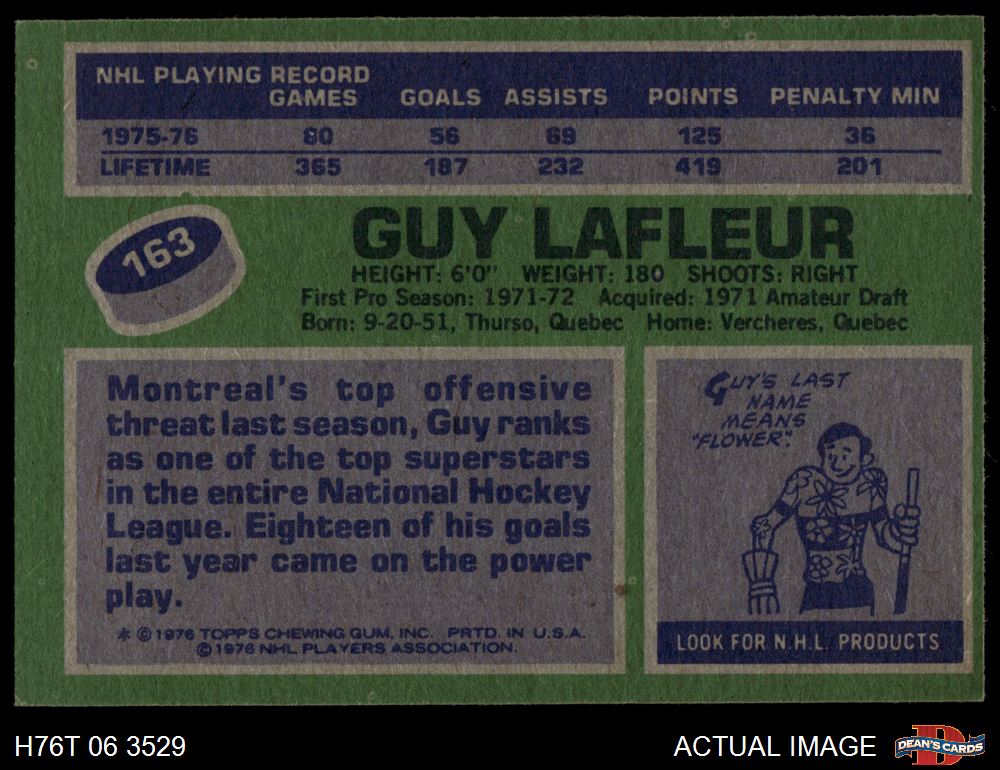 NHL PLAYING RECORD
GAMES GOALS ASSISTS POINTS PENALTY MIN
1975-76 80 56 69 125 36
LIFETIME 365 187 232 419 201
163
GUY LAFLEUR
HEIGHT: 6'0" WEIGHT: 180 SHOOTS: RIGHT
First Pro Season: 1971-72 Acquired: 1971 Amateur Draft
Born: 9-20-51, Thurso, Quebec Home: Vercheres, Quebec
Montreal's top offensive
threat last season, Guy ranks
as one of the top superstars
in the entire National Hockey
League. Eighteen of his goals
last year came on the power
play.
* © 1976 TOPPS CHEWING GUM, INC. PRTD. IN U.S.A.
© 1976 NHL PLAYERS ASSOCIATION.
GUY'S LAST
NAME
MEANS
"FLOWER".
LOOK FOR N.H.L. PRODUCTS
H76T 06 3529
ACTUAL IMAGE
D
DEAN'S CARDS